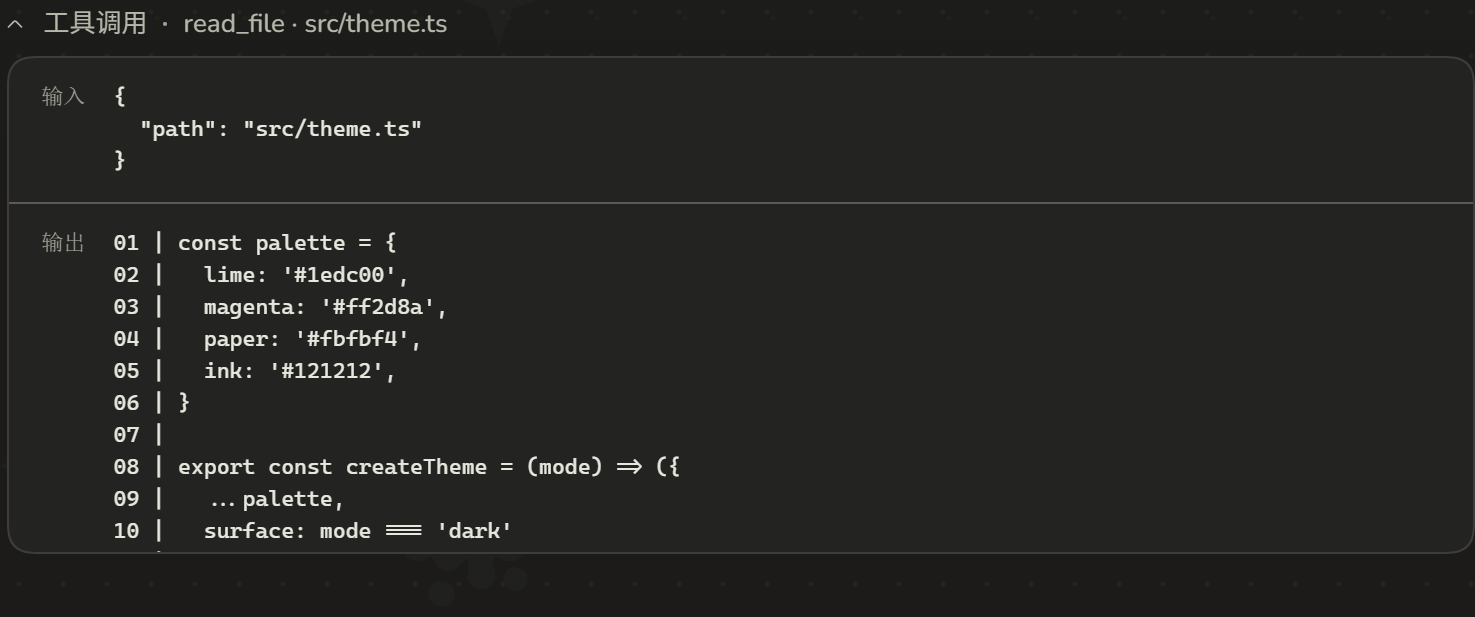 工具调用 · read_file · src/theme.ts
输入 {
  "path": "src/theme.ts"
}
输出 01 | const palette = {
02 |   lime: '#1edc00',
03 |   magenta: '#ff2d8a',
04 |   paper: '#fbfbf4',
05 |   ink: '#121212',
06 | }
07 |
08 | export const createTheme = (mode) => ({
09 |   ...palette,
10 |   surface: mode === 'dark'